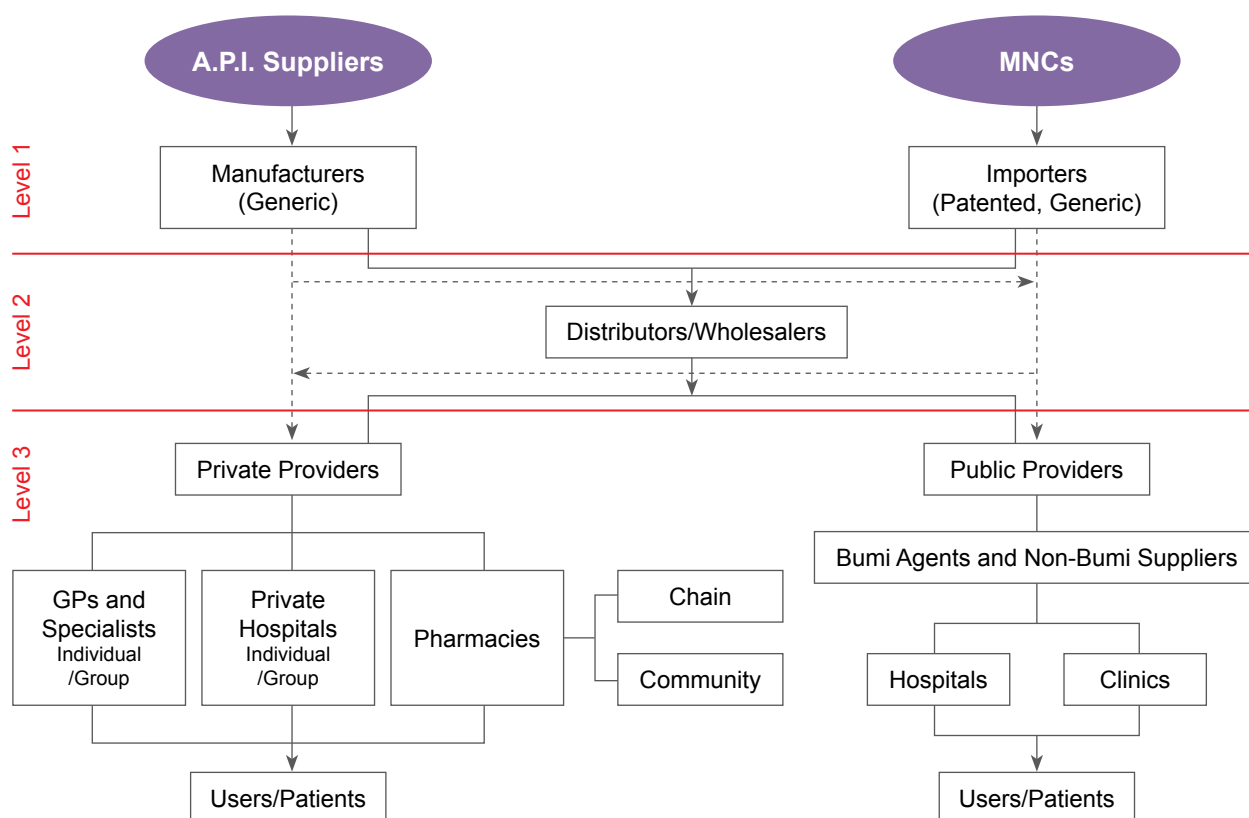 A.P.I. Suppliers
MNCs
Level 1
Manufacturers
(Generic)
Importers
(Patented, Generic)
Level 2
Distributors/Wholesalers
Level 3
Private Providers
Public Providers
Bumi Agents and Non-Bumi Suppliers
GPs and
Specialists
Individual
/Group
Private
Hospitals
Individual
/Group
Pharmacies
Chain
Community
Hospitals
Clinics
Users/Patients
Users/Patients